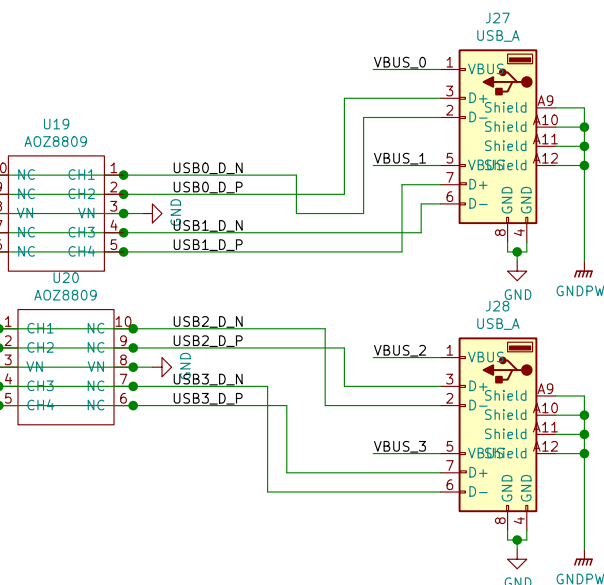 J27
USB_A
VBUS_0
1
VBUS
3
D+
2
D-
VBUS_1
5
VBUS
7
D+
6
D-
Shield
A9
Shield
A10
Shield
A11
Shield
A12
GND
GND
8
4
GND
GNDPW
U19
AOZ8809
0
NC
CH1
1
USB0_D_N
NC
CH2
2
USB0_D_P
VN
VN
3
GND
NC
CH3
4
USB1_D_N
NC
CH4
5
USB1_D_P
U20
AOZ8809
1
CH1
NC
10
USB2_D_N
2
CH2
NC
9
USB2_D_P
3
VN
VN
8
GND
4
CH3
NC
7
USB3_D_N
5
CH4
NC
6
USB3_D_P
J28
USB_A
VBUS_2
1
VBUS
3
D+
2
D-
VBUS_3
5
VBUS
7
D+
6
D-
Shield
A9
Shield
A10
Shield
A11
Shield
A12
GND
GND
8
4
GND
GNDPW